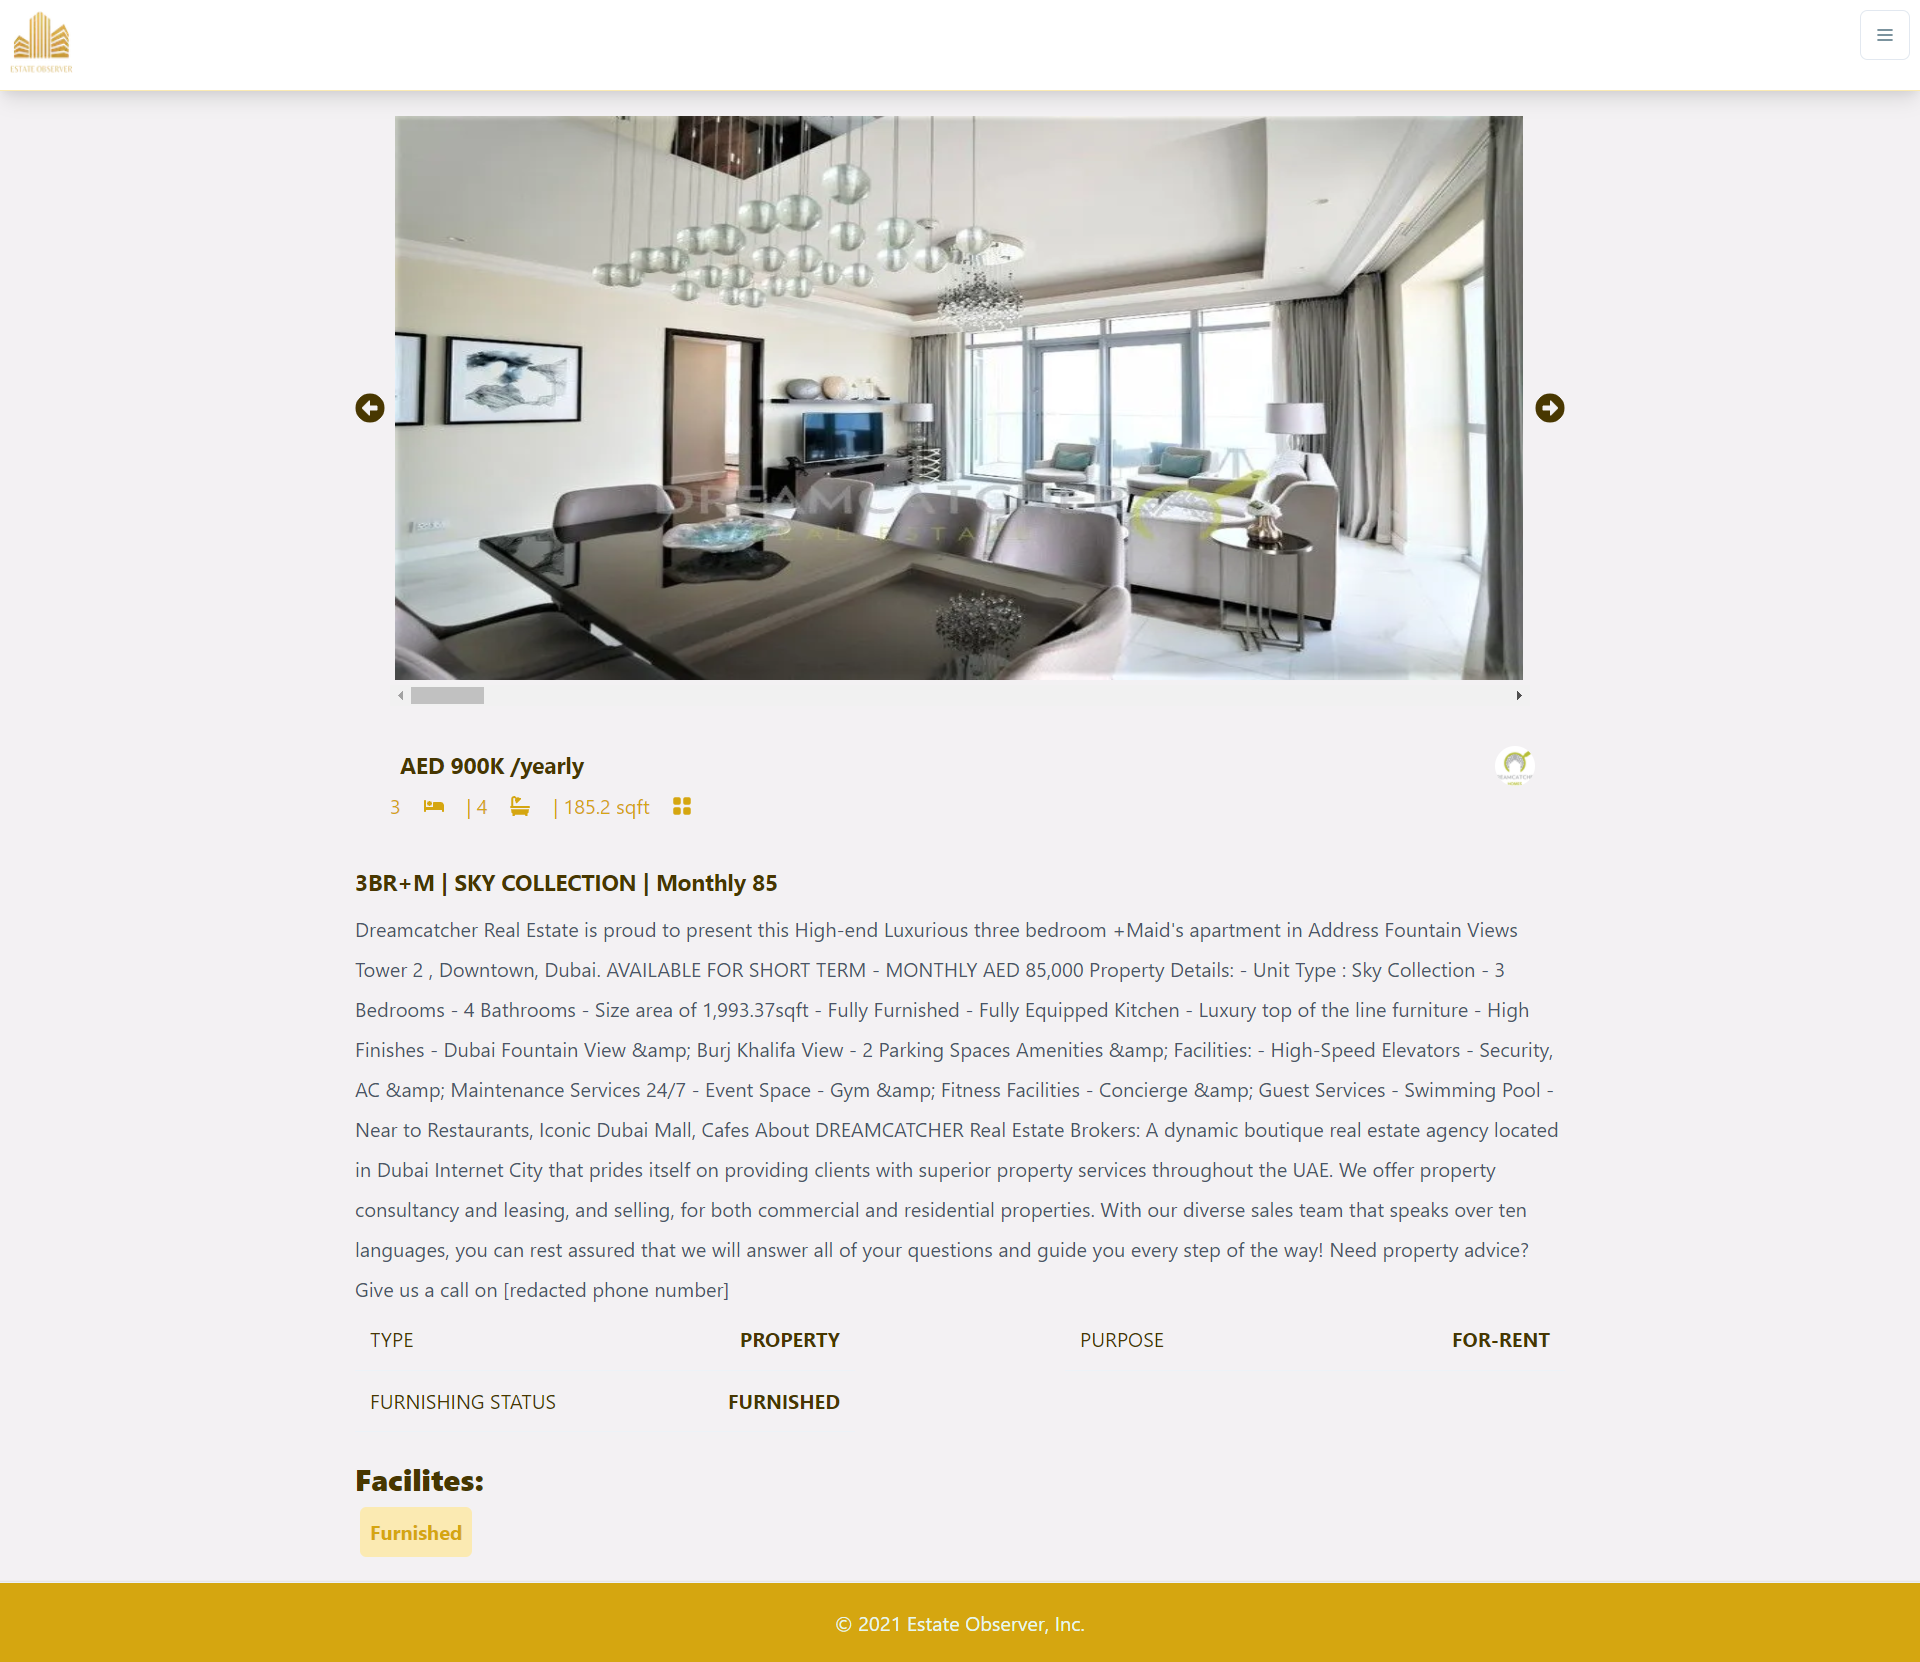 ESTATE OBSERVER
DREAMCATCHER
REAL ESTATE
AED 900K /yearly
3 | 4 | 185.2 sqft
3BR+M | SKY COLLECTION | Monthly 85
Dreamcatcher Real Estate is proud to present this High-end Luxurious three bedroom +Maid's apartment in Address Fountain Views
Tower 2 , Downtown, Dubai. AVAILABLE FOR SHORT TERM - MONTHLY AED 85,000 Property Details: - Unit Type : Sky Collection - 3
Bedrooms - 4 Bathrooms - Size area of 1,993.37sqft - Fully Furnished - Fully Equipped Kitchen - Luxury top of the line furniture - High
Finishes - Dubai Fountain View &amp; Burj Khalifa View - 2 Parking Spaces Amenities &amp; Facilities: - High-Speed Elevators - Security,
AC &amp; Maintenance Services 24/7 - Event Space - Gym &amp; Fitness Facilities - Concierge &amp; Guest Services - Swimming Pool -
Near to Restaurants, Iconic Dubai Mall, Cafes About DREAMCATCHER Real Estate Brokers: A dynamic boutique real estate agency located
in Dubai Internet City that prides itself on providing clients with superior property services throughout the UAE. We offer property
consultancy and leasing, and selling, for both commercial and residential properties. With our diverse sales team that speaks over ten
languages, you can rest assured that we will answer all of your questions and guide you every step of the way! Need property advice?
Give us a call on [redacted phone number]
TYPE PROPERTY PURPOSE FOR-RENT
FURNISHING STATUS FURNISHED
Facilites:
Furnished
© 2021 Estate Observer, Inc.